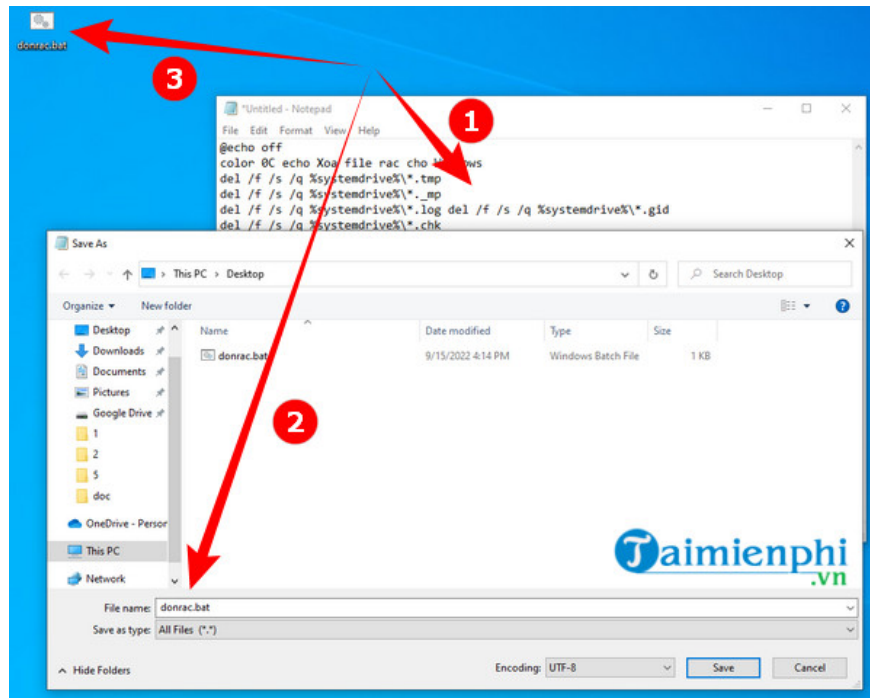 donrac.bat
3
*Untitled - Notepad
1
File Edit Format View Help
@echo off
color 0C echo Xoa file rac cho Windows
del /f /s /q %systemdrive%\*.tmp
del /f /s /q %systemdrive%\*._mp
del /f /s /q %systemdrive%\*.log del /f /s /q %systemdrive%\*.gid
del /f /s /q %systemdrive%\*.chk
Save As
This PC > Desktop
Search Desktop
Organize
New folder
Name Date modified Type Size
Desktop
donrac.bat 9/15/2022 4:14 PM Windows Batch File 1 KB
Downloads
Documents
Pictures
Google Drive
2
1
2
5
doc
OneDrive - Person
This PC
Network
Taimienphi
.vn
File name: donrac.bat
Save as type: All Files (*.*)
Hide Folders
Encoding: UTF-8
Save
Cancel